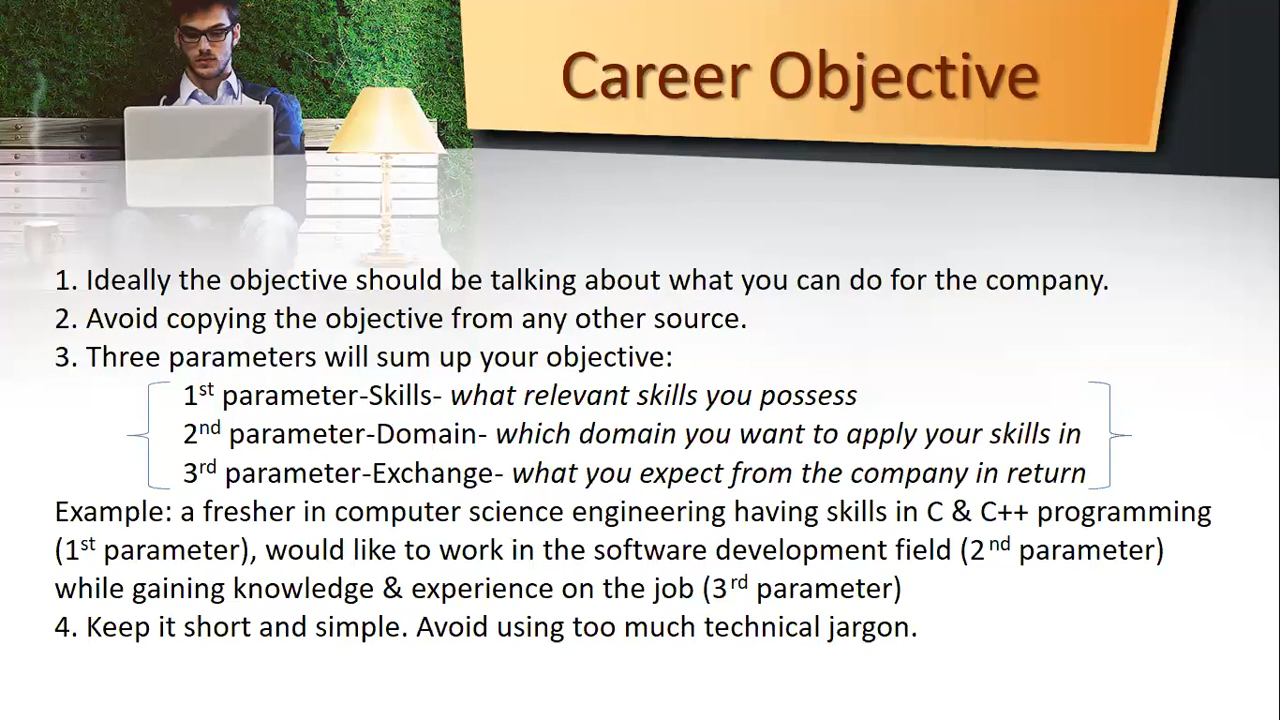 Career Objective
1. Ideally the objective should be talking about what you can do for the company.
2. Avoid copying the objective from any other source.
3. Three parameters will sum up your objective:
1st parameter-Skills- what relevant skills you possess
2nd parameter-Domain- which domain you want to apply your skills in
3rd parameter-Exchange- what you expect from the company in return
Example: a fresher in computer science engineering having skills in C & C++ programming
(1st parameter), would like to work in the software development field (2nd parameter)
while gaining knowledge & experience on the job (3rd parameter)
4. Keep it short and simple. Avoid using too much technical jargon.